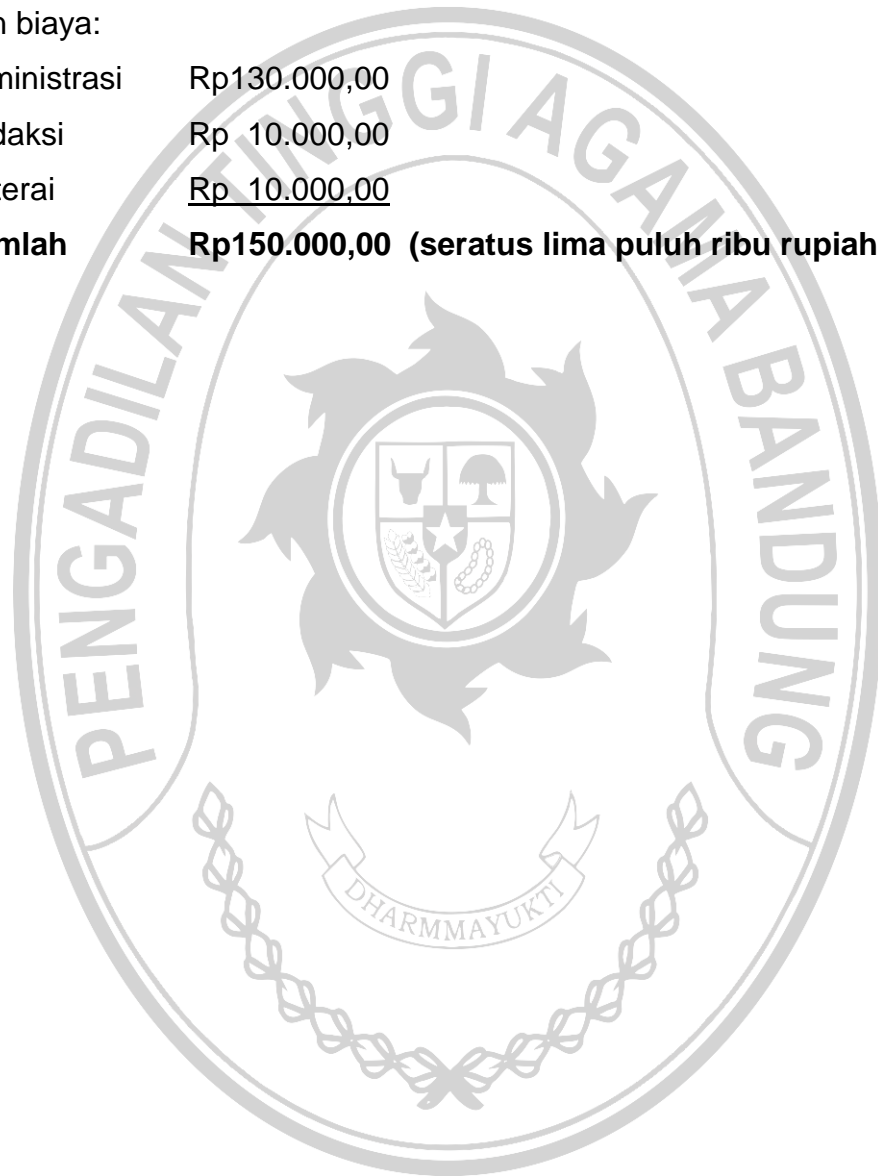 n biaya:
ministrasi Rp130.000,00
daksi Rp 10.000,00
terai Rp 10.000,00
mlah Rp150.000,00 (seratus lima puluh ribu rupiah
PENGADILAN TINGGI AGAMA BANDUNG
DHARMMAYUKTI